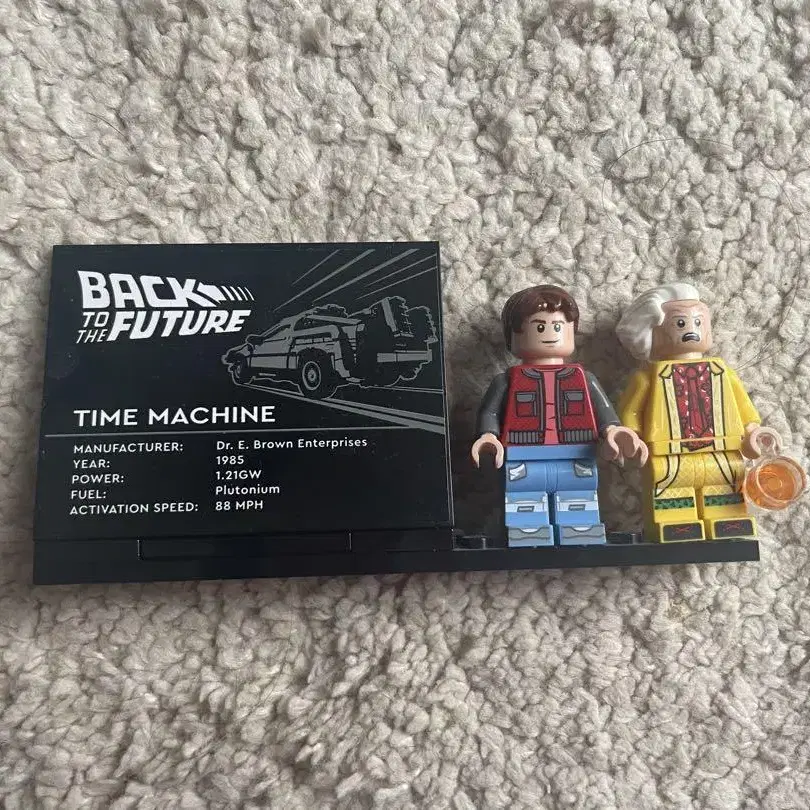 BACK
TO THE FUTURE
TIME MACHINE
MANUFACTURER: Dr. E. Brown Enterprises
YEAR: 1985
POWER: 1.21GW
FUEL: Plutonium
ACTIVATION SPEED: 88 MPH